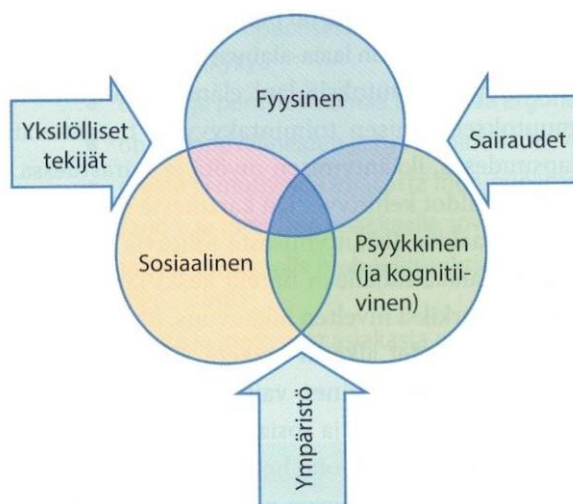 Fyysinen
Yksilölliset
tekijät
Sairaudet
Sosiaalinen
Psyykkinen
(ja kognitii-
vinen)
Ympäristö